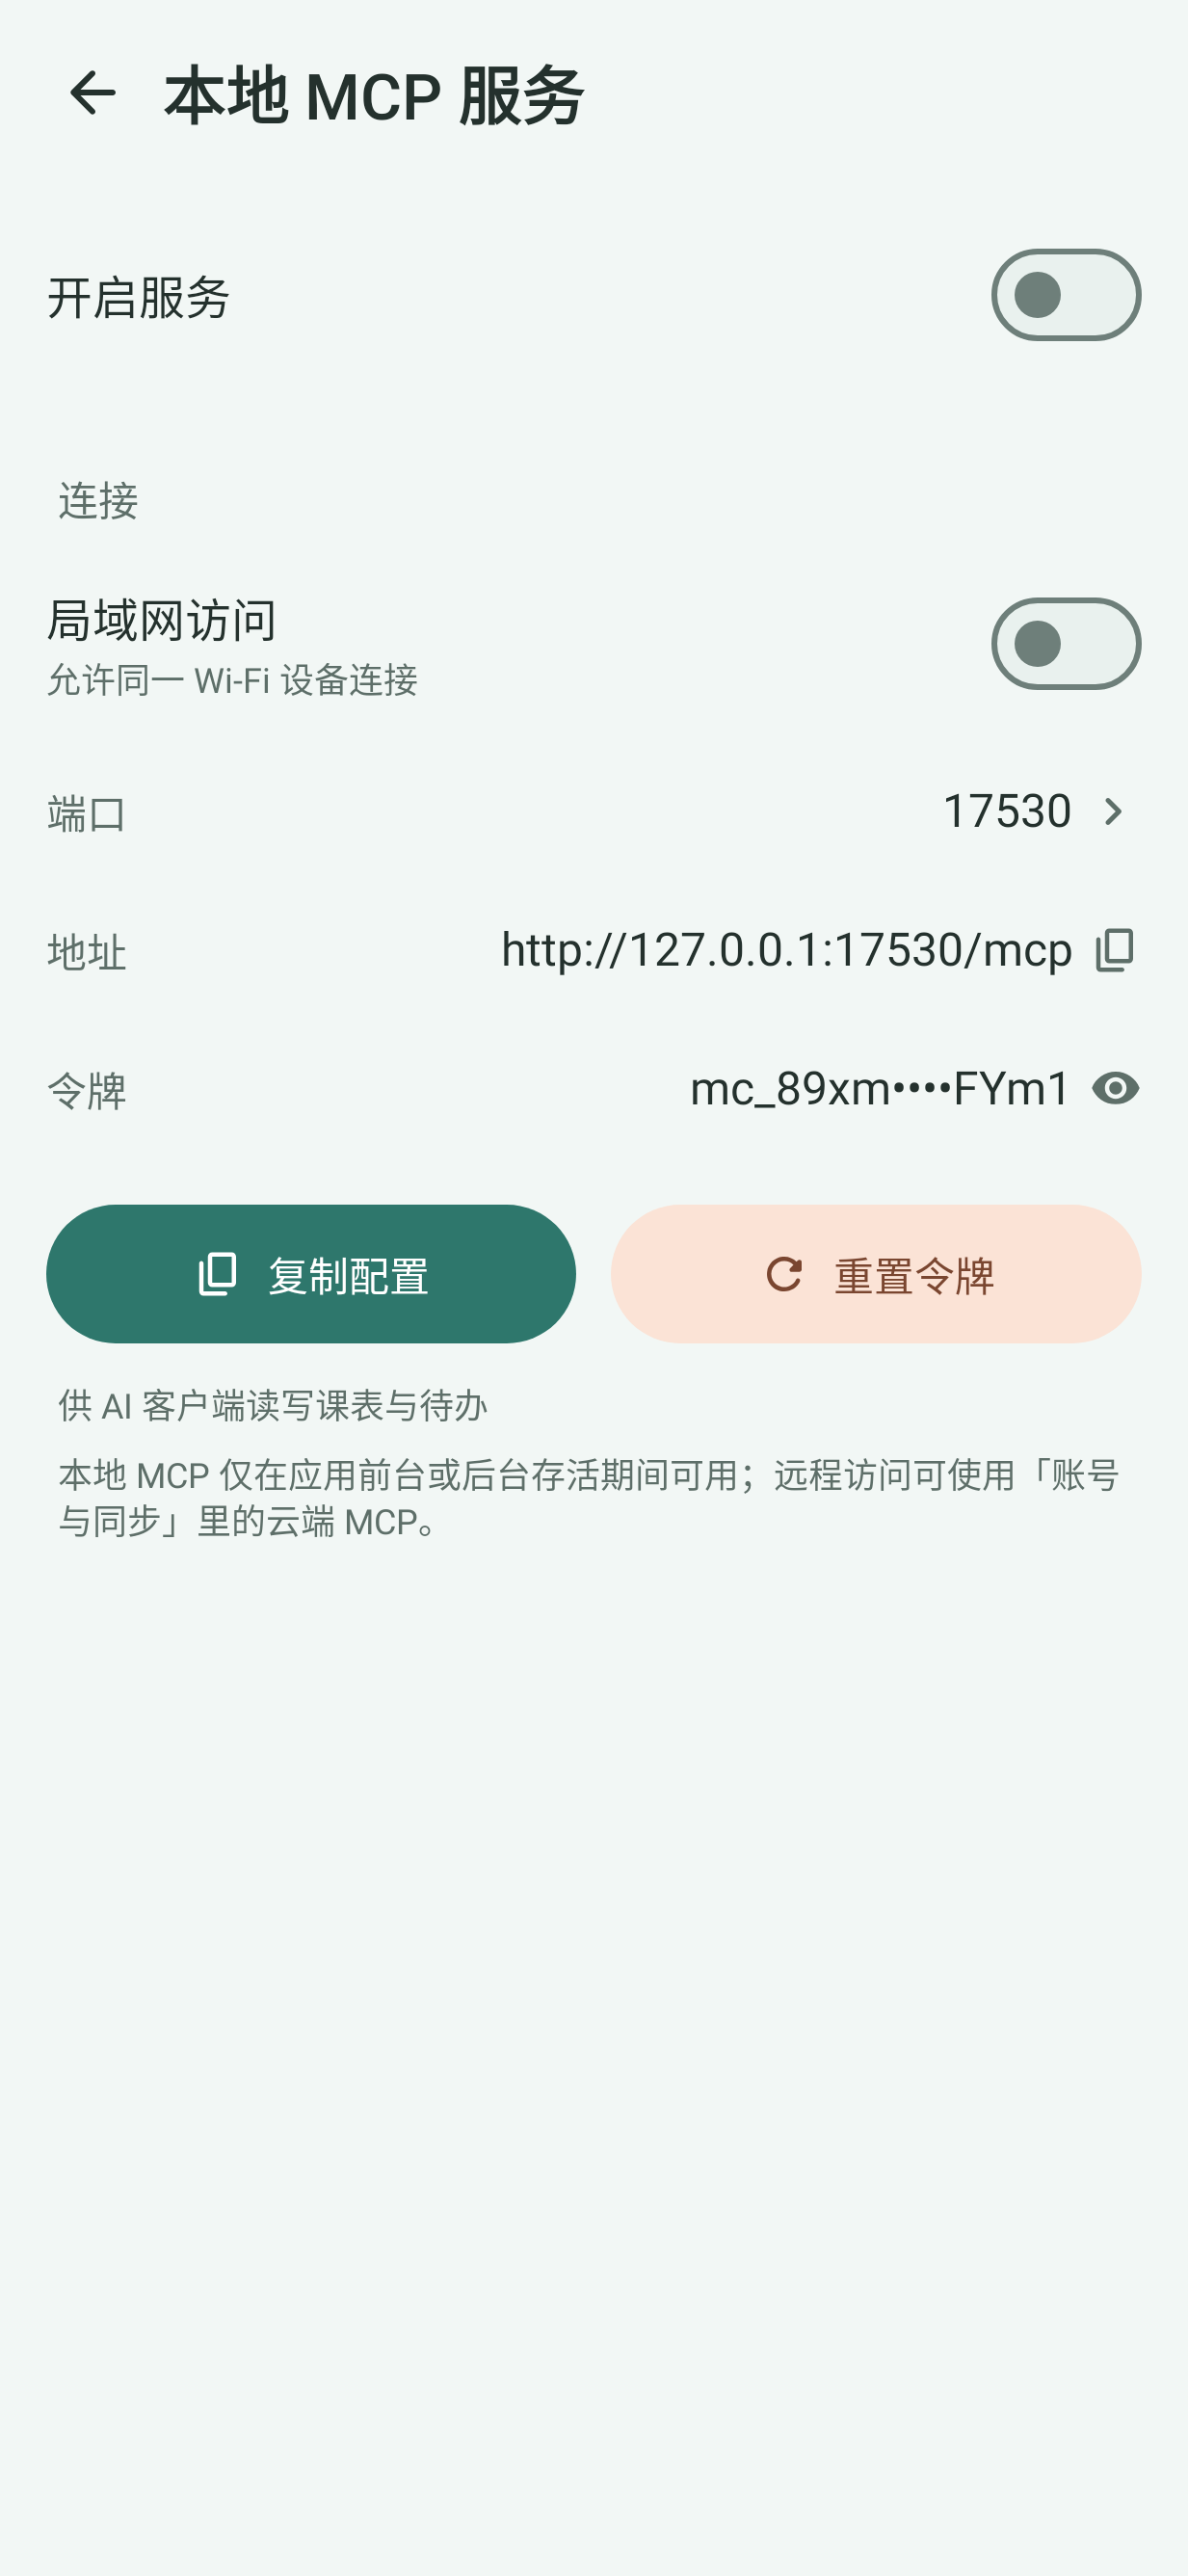 本地 MCP 服务
开启服务
连接
局域网访问
允许同一 Wi-Fi 设备连接
端口 17530
地址 http://127.0.0.1:17530/mcp
令牌 mc_89xm••••FYm1
复制配置 重置令牌
供 AI 客户端读写课表与待办
本地 MCP 仅在应用前台或后台存活期间可用；远程访问可使用「账号
与同步」里的云端 MCP。